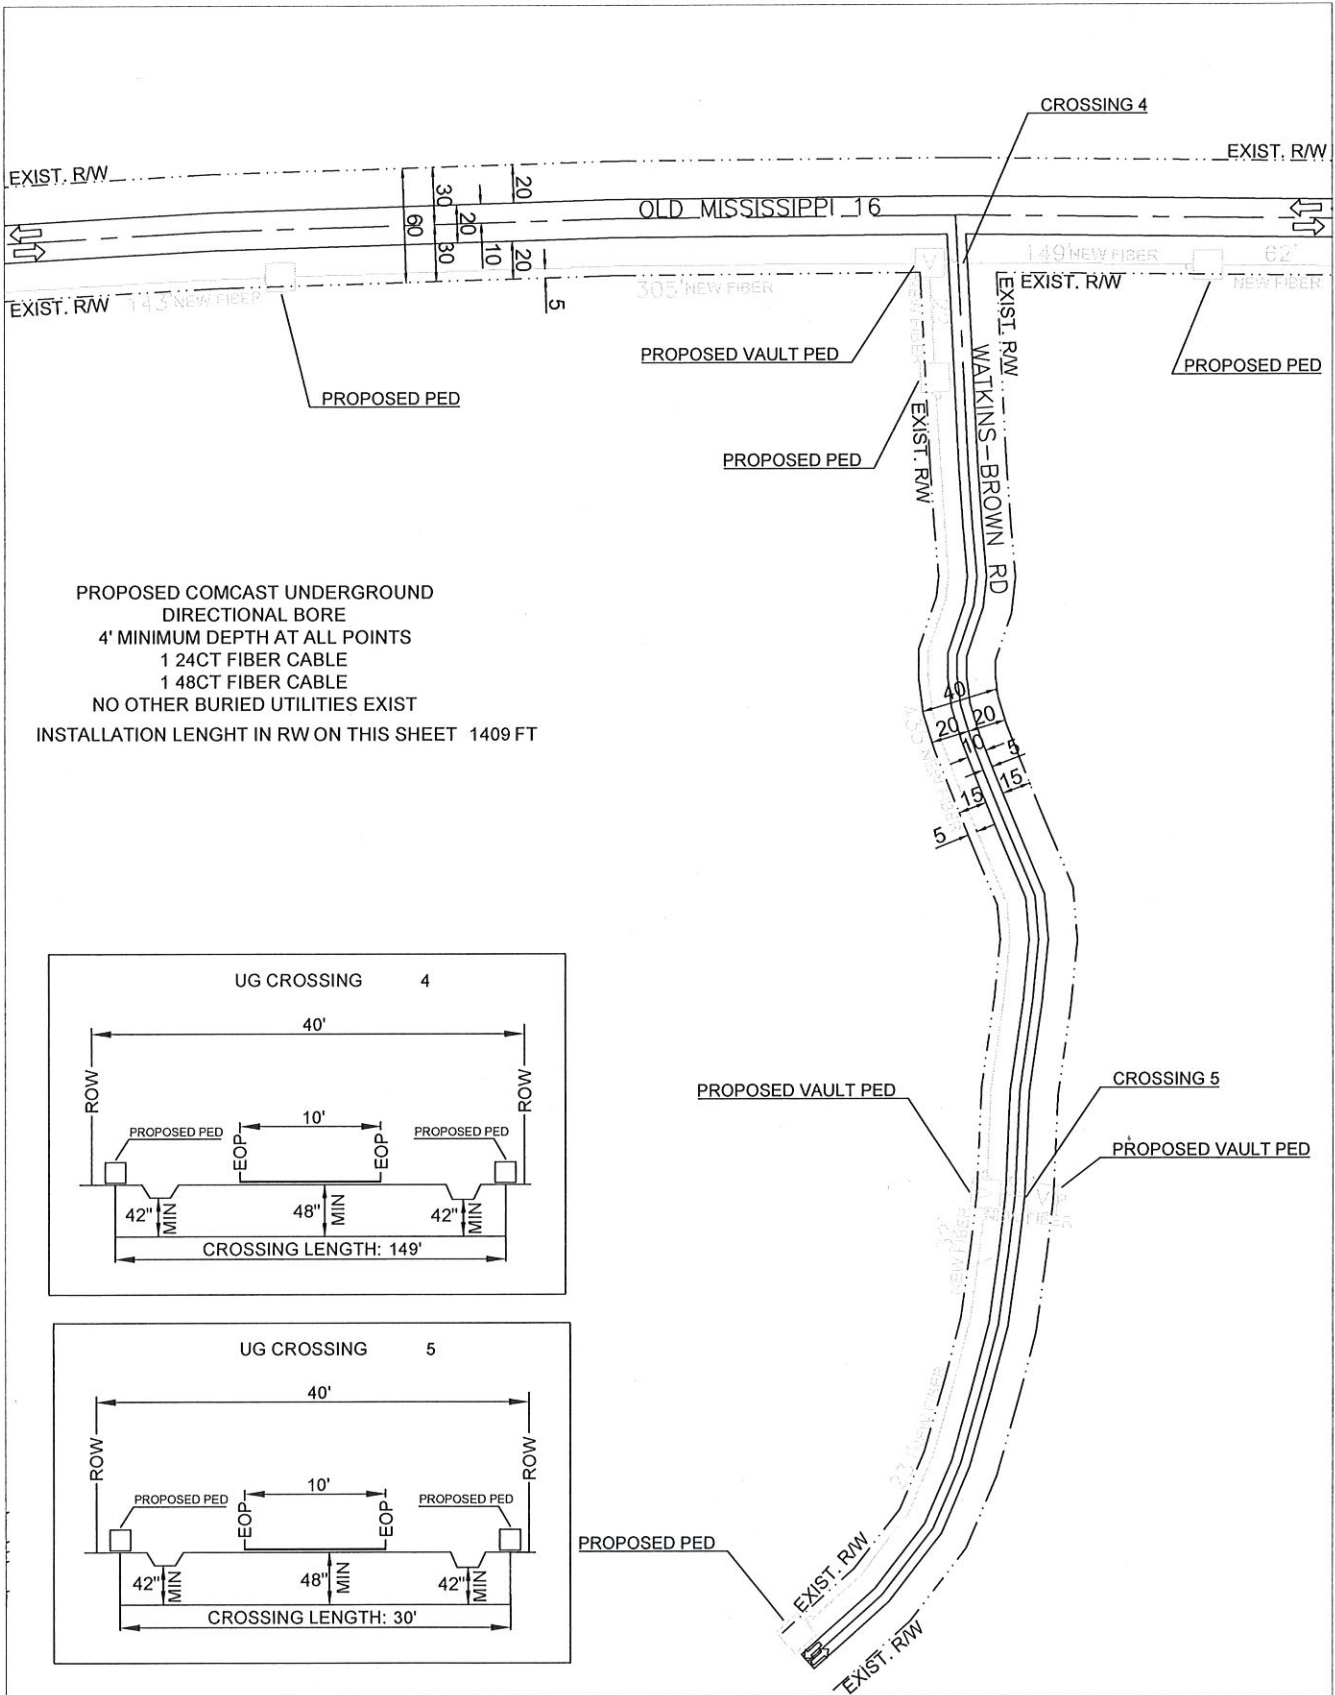 CROSSING 4
EXIST. R/W
EXIST. R/W
OLD MISSISSIPPI 16
60
30
30
20
10
20
20
5
EXIST. R/W
143' NEW FIBER
305' NEW FIBER
V
149' NEW FIBER
62'
NEW FIBER
EXIST. R/W
EXIST. R/W
PROPOSED PED
PROPOSED VAULT PED
PROPOSED PED
PROPOSED PED
EXIST. R/W
WATKINS-BROWN RD
PROPOSED COMCAST UNDERGROUND
DIRECTIONAL BORE
4' MINIMUM DEPTH AT ALL POINTS
1 24CT FIBER CABLE
1 48CT FIBER CABLE
NO OTHER BURIED UTILITIES EXIST
INSTALLATION LENGHT IN RW ON THIS SHEET 1409 FT
40
20
20
10
5
15
15
5
NEW FIBER
UG CROSSING 4
40'
ROW
ROW
PROPOSED PED
10'
PROPOSED PED
EOP
EOP
42" MIN
48" MIN
42" MIN
CROSSING LENGTH: 149'
PROPOSED VAULT PED
CROSSING 5
PROPOSED VAULT PED
NEW FIBER
NEW FIBER
UG CROSSING 5
40'
ROW
ROW
PROPOSED PED
10'
PROPOSED PED
EOP
EOP
42" MIN
48" MIN
42" MIN
CROSSING LENGTH: 30'
PROPOSED PED
EXIST. R/W
EXIST. R/W